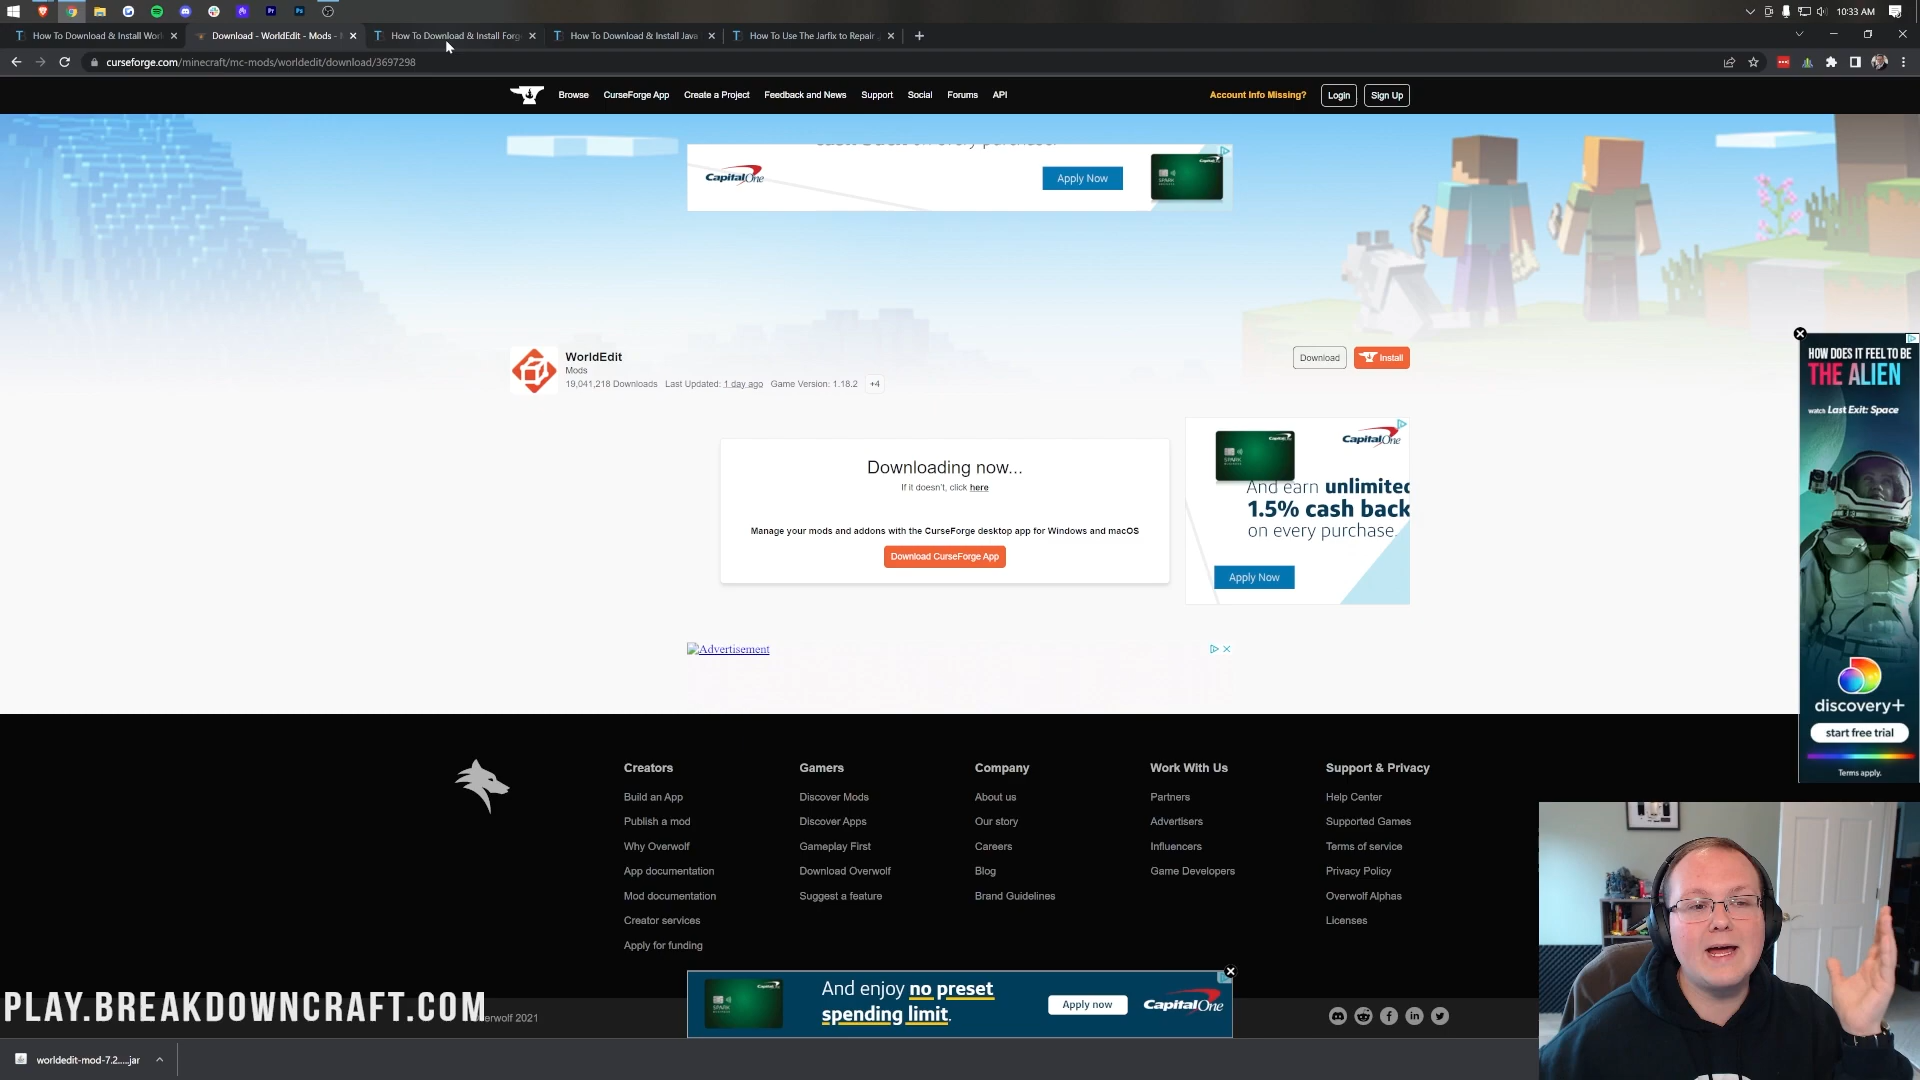 10:33 AM
How To Download & Install Wor
Download - WorldEdit - Mods -
How To Download & Install Forg
How To Download & Install Java
How To Use The Jarfix to Repair
curseforge.com/minecraft/mc-mods/worldedit/download/3697298
Browse
CurseForge App
Create a Project
Feedback and News
Support
Social
Forums
API
Account Info Missing?
Login
Sign Up
Capital One
Apply Now
WorldEdit
Mods
19,041,218 Downloads Last Updated: 1 day ago Game Version: 1.18.2 +4
Download
Install
Downloading now...
If it doesn't, click here
Manage your mods and addons with the CurseForge desktop app for Windows and macOS
Download CurseForge App
Capital One
And earn unlimited
1.5% cash back
on every purchase.
Apply Now
HOW DOES IT FEEL TO BE
THE ALIEN
watch Last Exit: Space
discovery+
start free trial
Terms apply.
Advertisement
Creators
Build an App
Publish a mod
Why Overwolf
App documentation
Mod documentation
Creator services
Apply for funding
Gamers
Discover Mods
Discover Apps
Gameplay First
Download Overwolf
Suggest a feature
Company
About us
Our story
Careers
Blog
Brand Guidelines
Work With Us
Partners
Advertisers
Influencers
Game Developers
Support & Privacy
Help Center
Supported Games
Terms of service
Privacy Policy
Overwolf Alphas
Licenses
And enjoy no preset
spending limit.
Apply now
Capital One
PLAY.BREAKDOWNCRAFT.COM
erwolf 2021
worldedit-mod-7.2....jar